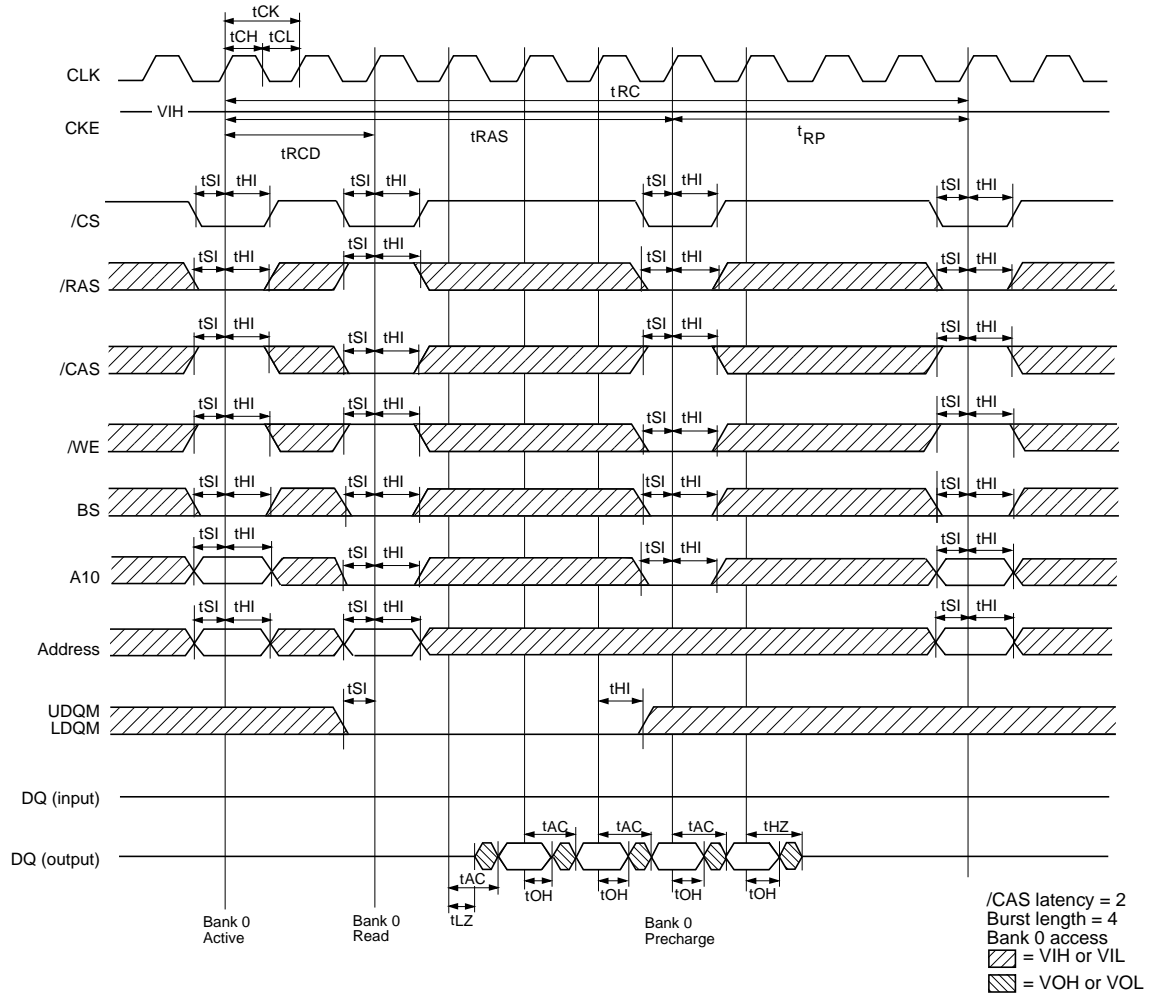 tCK
tCH tCL
CLK
tRC
VIH
CKE
tRCD
tRAS
tRP
tSI tHI tSI tHI tSI tHI tSI tHI
/CS
tSI tHI tSI tHI tSI tHI tSI tHI
/RAS
tSI tHI tSI tHI tSI tHI tSI tHI
/CAS
tSI tHI tSI tHI tSI tHI tSI tHI
/WE
tSI tHI tSI tHI tSI tHI tSI tHI
BS
tSI tHI tSI tHI tSI tHI tSI tHI
A10
tSI tHI tSI tHI tSI tHI
Address
tSI tHI
UDQM
LDQM
DQ (input)
tAC tAC tAC tHZ
DQ (output)
tAC
tOH tOH tOH tOH
tLZ
Bank 0
Active
Bank 0
Read
Bank 0
Precharge
/CAS latency = 2
Burst length = 4
Bank 0 access
= VIH or VIL
= VOH or VOL